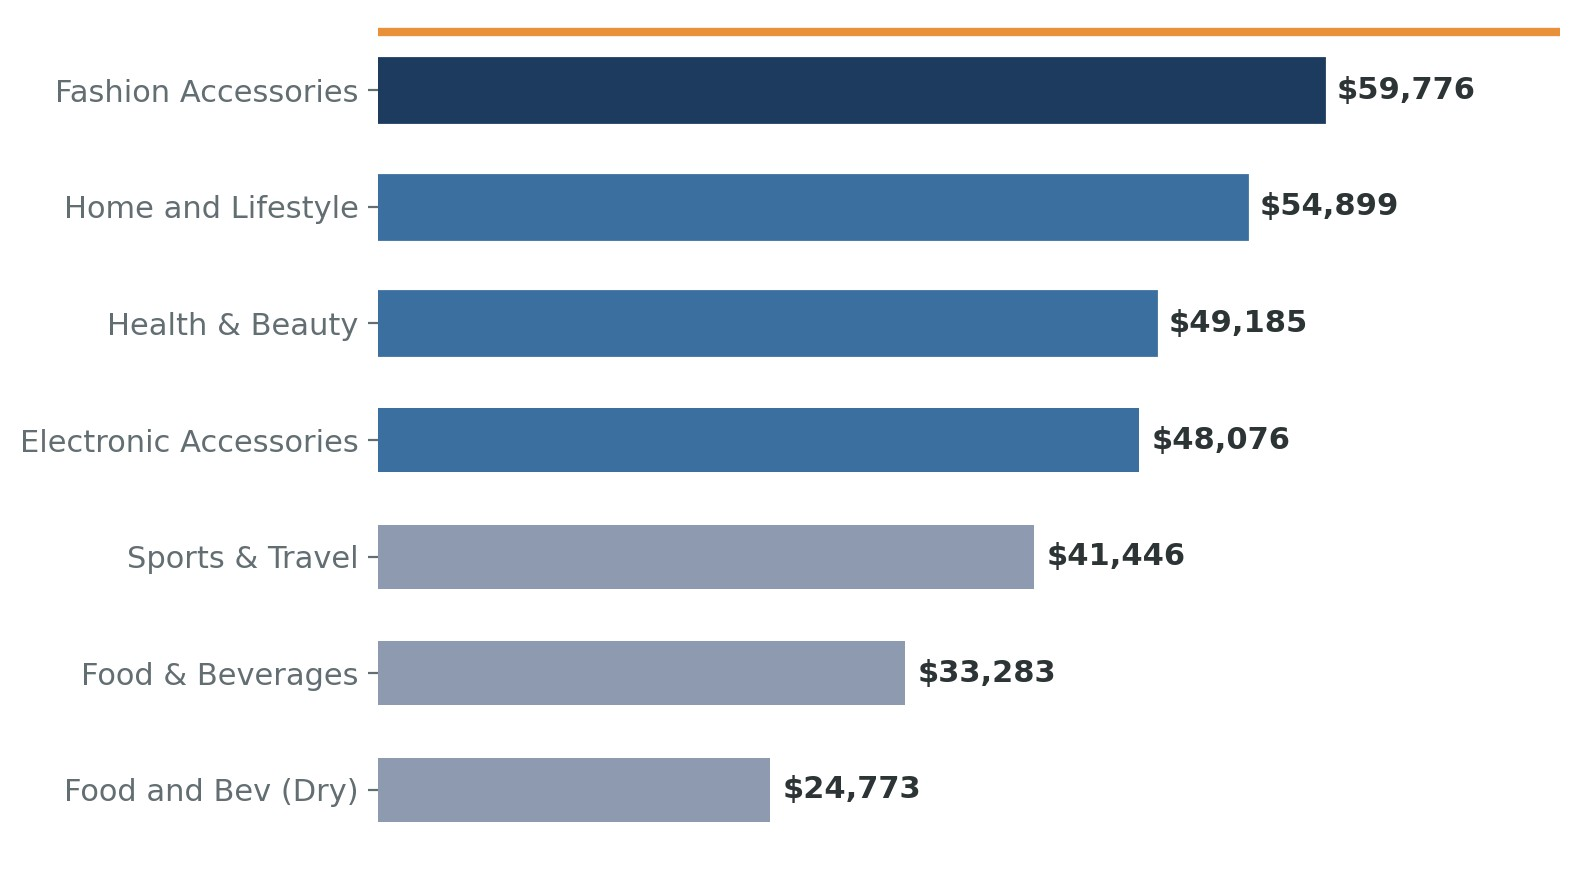 Fashion Accessories $59,776
Home and Lifestyle $54,899
Health & Beauty $49,185
Electronic Accessories $48,076
Sports & Travel $41,446
Food & Beverages $33,283
Food and Bev (Dry) $24,773